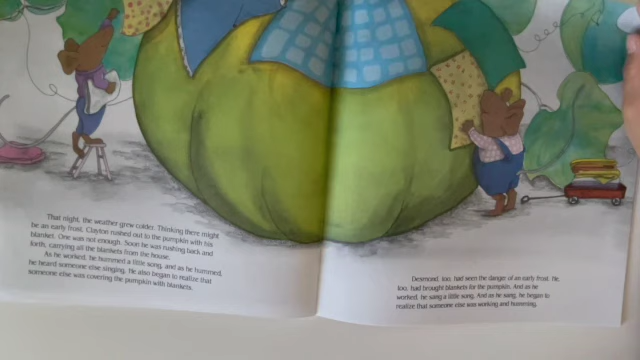 That night, the weather grew colder. Thinking there might
be an early frost, Clayton rushed out to the pumpkin with his
blanket. One was not enough. Soon he was rushing back and
forth, carrying all the blankets from the house.
As he worked, he hummed a little song, and as he hummed,
he heard someone else singing. He also began to realize that
someone else was covering the pumpkin with blankets.
Desmond, too, had seen the danger of an early frost. He,
too, had brought blankets for the pumpkin. And as he
worked, he sang a little song. And as he sang, he began to
realize that someone else was working and humming.